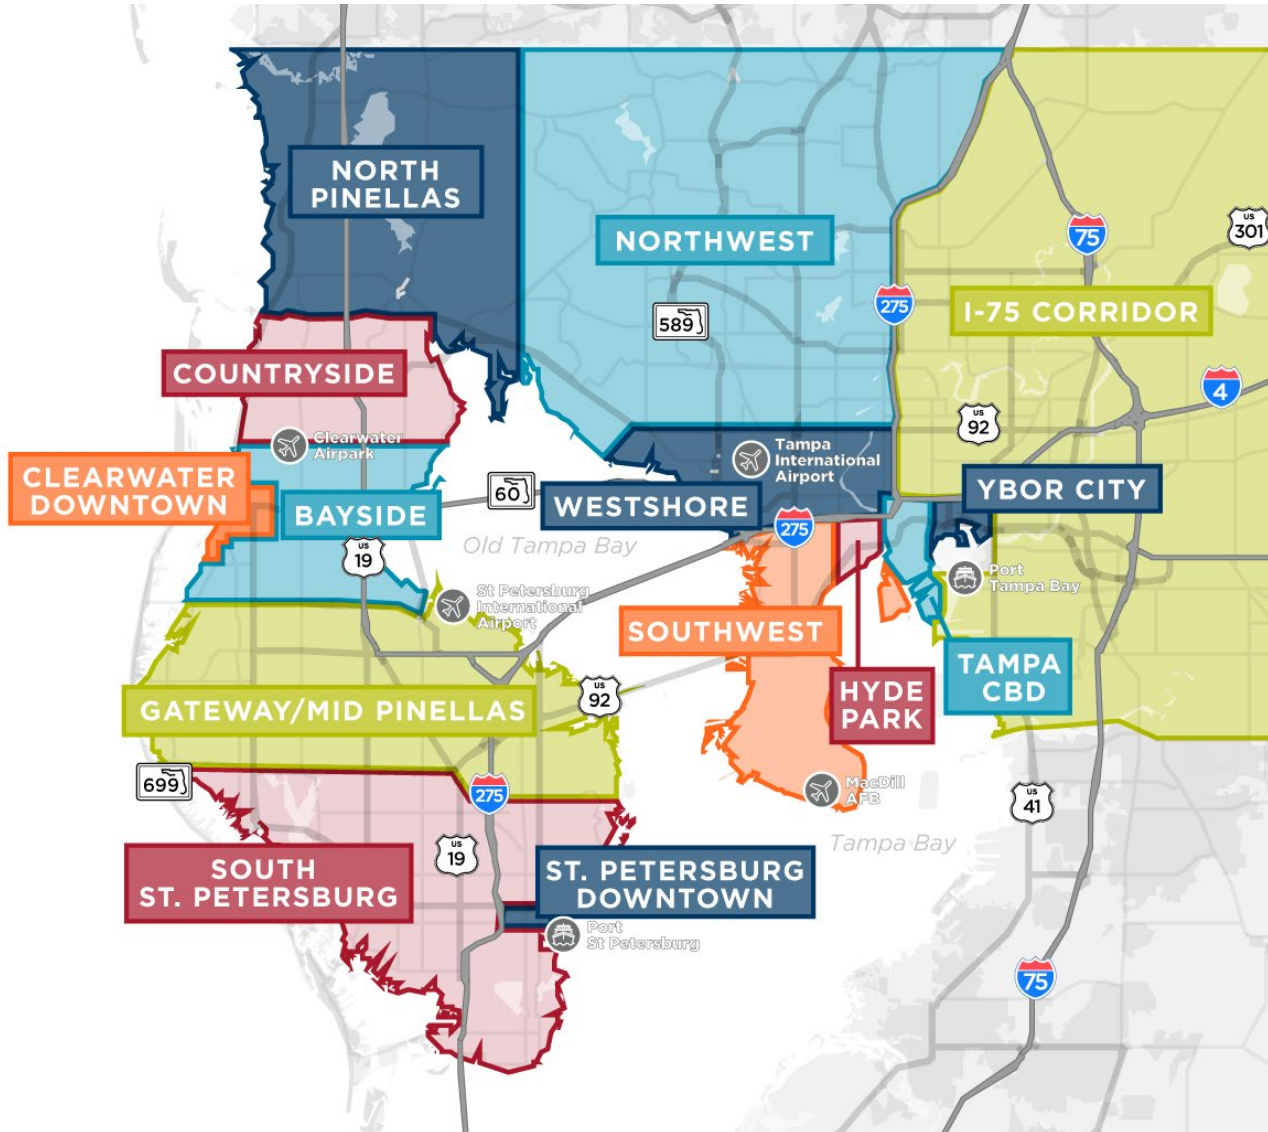 NORTH
PINELLAS
NORTHWEST
US
301
75
275
I-75 CORRIDOR
589
COUNTRYSIDE
4
US
92
Clearwater
Airpark
Tampa
International
Airport
CLEARWATER
DOWNTOWN
60
WESTSHORE
YBOR CITY
BAYSIDE
275
Old Tampa Bay
US
19
Port
Tampa Bay
St Petersburg
International
Airport
SOUTHWEST
TAMPA
CBD
HYDE
PARK
US
92
GATEWAY/MID PINELLAS
699
275
MacDill
AFB
US
41
Tampa Bay
US
19
SOUTH
ST. PETERSBURG
ST. PETERSBURG
DOWNTOWN
Port
St Petersburg
75